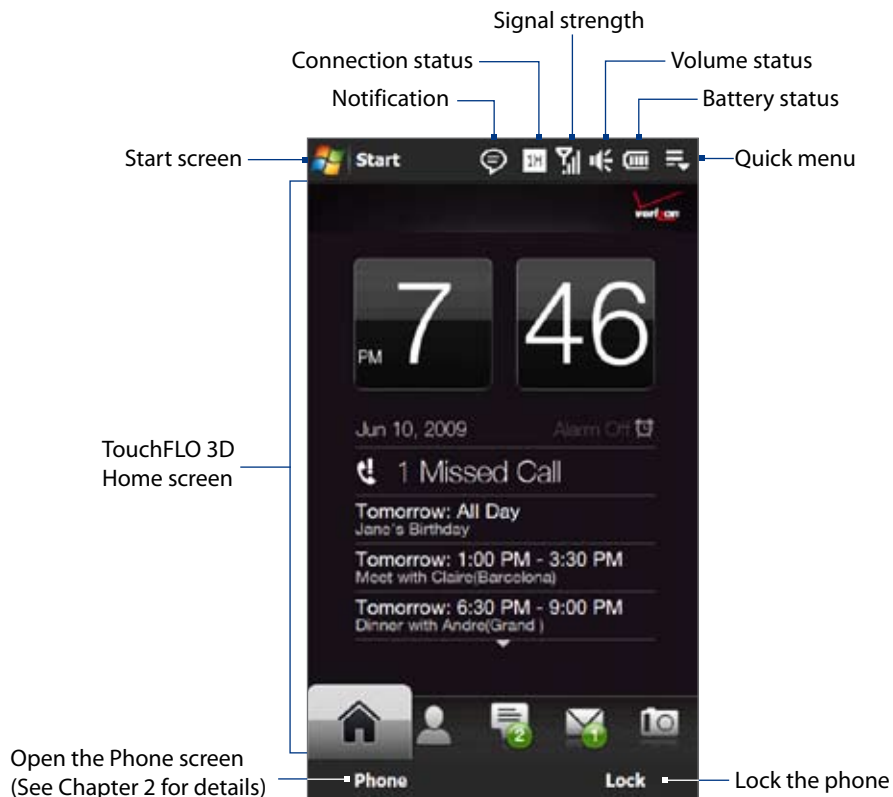 Signal strength
Connection status
Volume status
Notification
Battery status
Start screen
Start
1X
Quick menu
verizon
7
46
PM
Jun 10, 2009
Alarm Off
1 Missed Call
Tomorrow: All Day
Jane's Birthday
Tomorrow: 1:00 PM - 3:30 PM
Meet with Claire(Barcelona)
Tomorrow: 6:30 PM - 9:00 PM
Dinner with Andre(Grand )
TouchFLO 3D
Home screen
2
1
Open the Phone screen
(See Chapter 2 for details)
Phone
Lock
Lock the phone